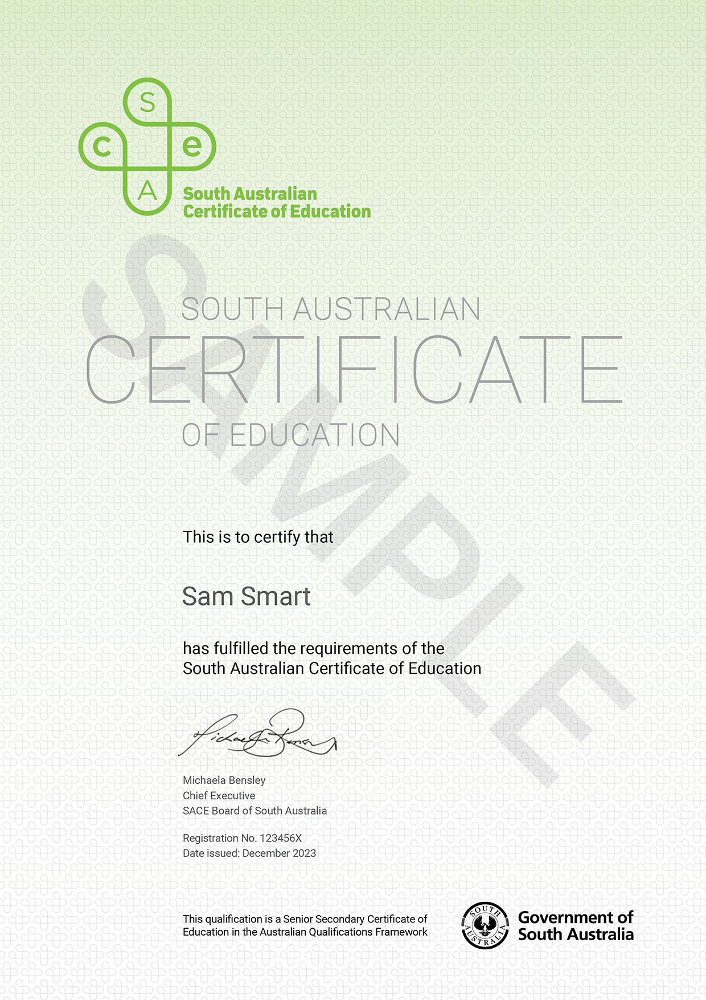 S
c e
A
South Australian
Certificate of Education
SAMPLE
SOUTH AUSTRALIAN
CERTIFICATE
OF EDUCATION
This is to certify that
Sam Smart
has fulfilled the requirements of the
South Australian Certificate of Education
Michaela Bensley
Chief Executive
SACE Board of South Australia
Registration No. 123456X
Date issued: December 2023
This qualification is a Senior Secondary Certificate of
Education in the Australian Qualifications Framework
SOUTH
AUSTRALIA
Government of
South Australia